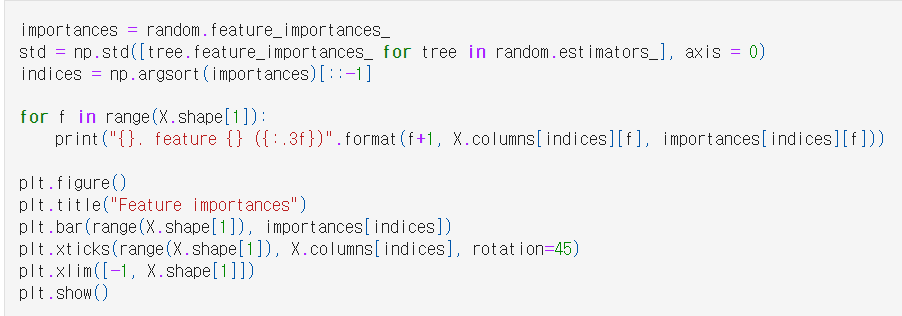 importances = random.feature_importances_
std = np.std([tree.feature_importances_ for tree in random.estimators_], axis = 0)
indices = np.argsort(importances)[::-1]
for f in range(X.shape[1]):
    print("{}. feature {} ({:.3f})".format(f+1, X.columns[indices][f], importances[indices][f]))
plt.figure()
plt.title("Feature importances")
plt.bar(range(X.shape[1]), importances[indices])
plt.xticks(range(X.shape[1]), X.columns[indices], rotation=45)
plt.xlim([-1, X.shape[1]])
plt.show()